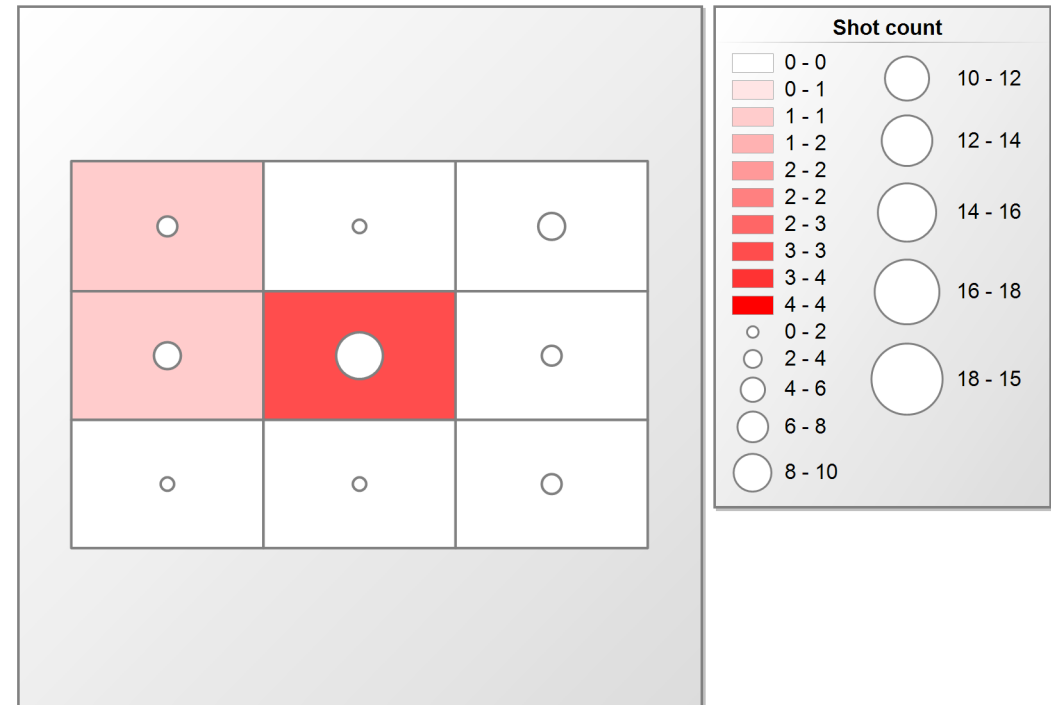 Shot count
0 - 0
0 - 1
1 - 1
1 - 2
2 - 2
2 - 2
2 - 3
3 - 3
3 - 4
4 - 4
0 - 2
2 - 4
4 - 6
6 - 8
8 - 10
10 - 12
12 - 14
14 - 16
16 - 18
18 - 15